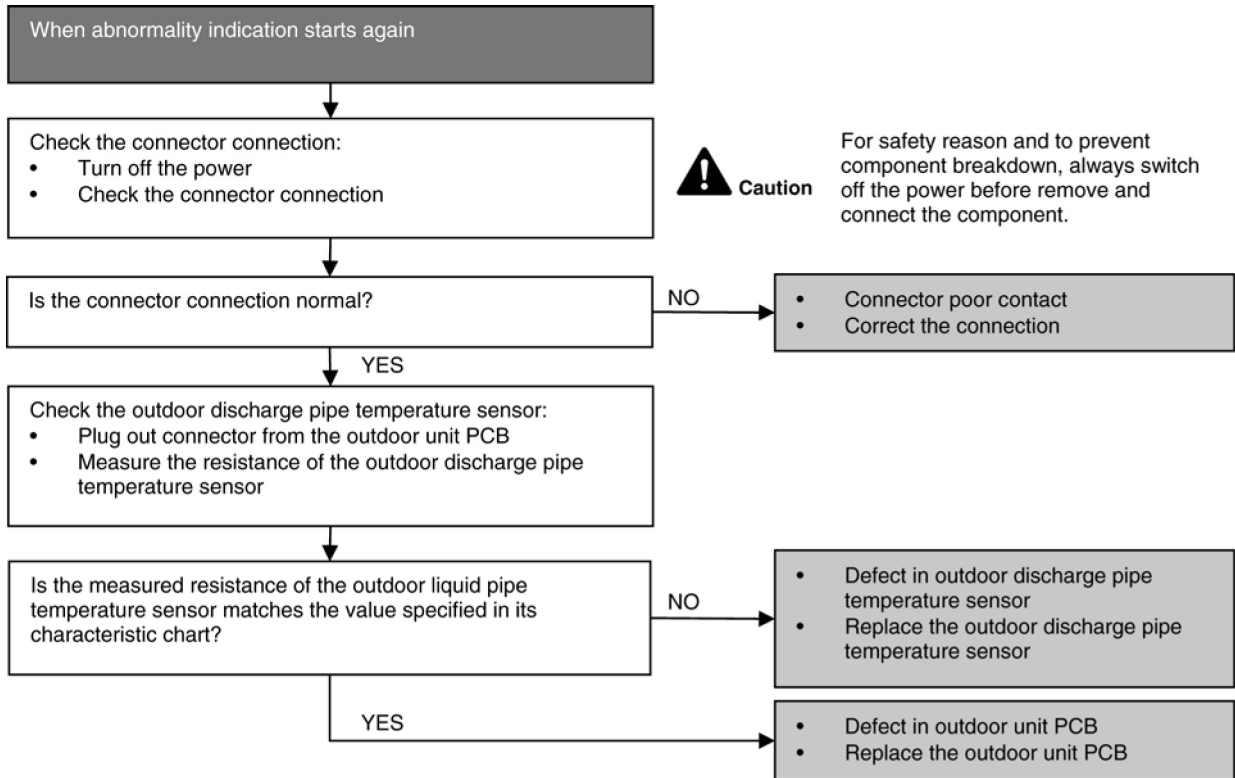 When abnormality indication starts again
Check the connector connection:
• Turn off the power
• Check the connector connection
Caution
For safety reason and to prevent
component breakdown, always switch
off the power before remove and
connect the component.
Is the connector connection normal?
NO
• Connector poor contact
• Correct the connection
YES
Check the outdoor discharge pipe temperature sensor:
• Plug out connector from the outdoor unit PCB
• Measure the resistance of the outdoor discharge pipe
temperature sensor
Is the measured resistance of the outdoor liquid pipe
temperature sensor matches the value specified in its
characteristic chart?
NO
• Defect in outdoor discharge pipe
temperature sensor
• Replace the outdoor discharge pipe
temperature sensor
YES
• Defect in outdoor unit PCB
• Replace the outdoor unit PCB